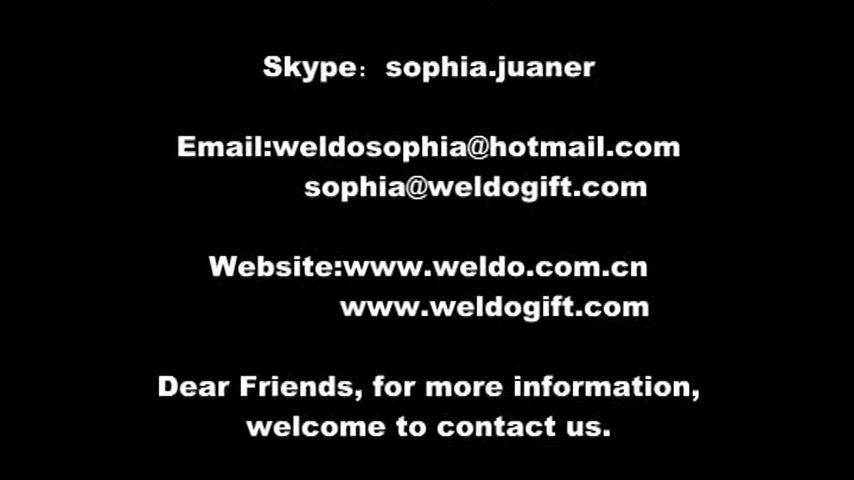 Skype：sophia.juaner
Email:weldosophia@hotmail.com
sophia@weldogift.com
Website:www.weldo.com.cn
www.weldogift.com
Dear Friends, for more information,
welcome to contact us.